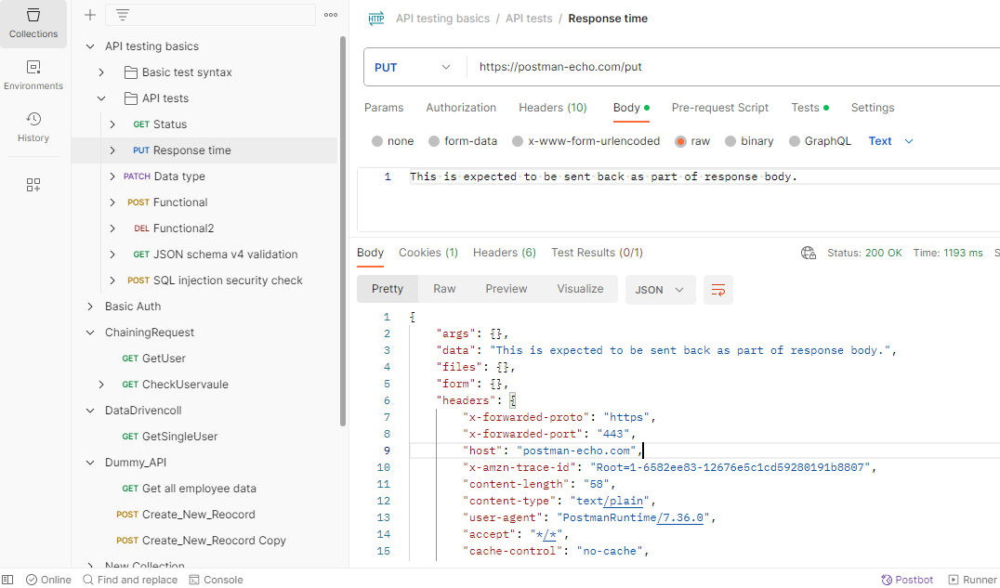 Collections
Environments
History
API testing basics
Basic test syntax
API tests
GET Status
PUT Response time
PATCH Data type
POST Functional
DEL Functional2
GET JSON schema v4 validation
POST SQL injection security check
Basic Auth
ChainingRequest
GET GetUser
GET CheckUservaule
DataDrivencoll
GET GetSingleUser
Dummy_API
GET Get all employee data
POST Create_New_Reocord
POST Create_New_Reocord Copy
New Collection
HTTP API testing basics / API tests / Response time
PUT https://postman-echo.com/put
Params Authorization Headers (10) Body Pre-request Script Tests Settings
none form-data x-www-form-urlencoded raw binary GraphQL Text
1 This is expected to be sent back as part of response body.
Body Cookies (1) Headers (6) Test Results (0/1) Status: 200 OK Time: 1193 ms S
Pretty Raw Preview Visualize JSON
1 {
2 "args": {},
3 "data": "This is expected to be sent back as part of response body.",
4 "files": {},
5 "form": {},
6 "headers": {
7 "x-forwarded-proto": "https",
8 "x-forwarded-port": "443",
9 "host": "postman-echo.com",
10 "x-amzn-trace-id": "Root=1-6582ee83-12676e5c1cd59280191b8807",
11 "content-length": "58",
12 "content-type": "text/plain",
13 "user-agent": "PostmanRuntime/7.36.0",
14 "accept": "*/*",
15 "cache-control": "no-cache",
Online Find and replace Console Postbot Runner